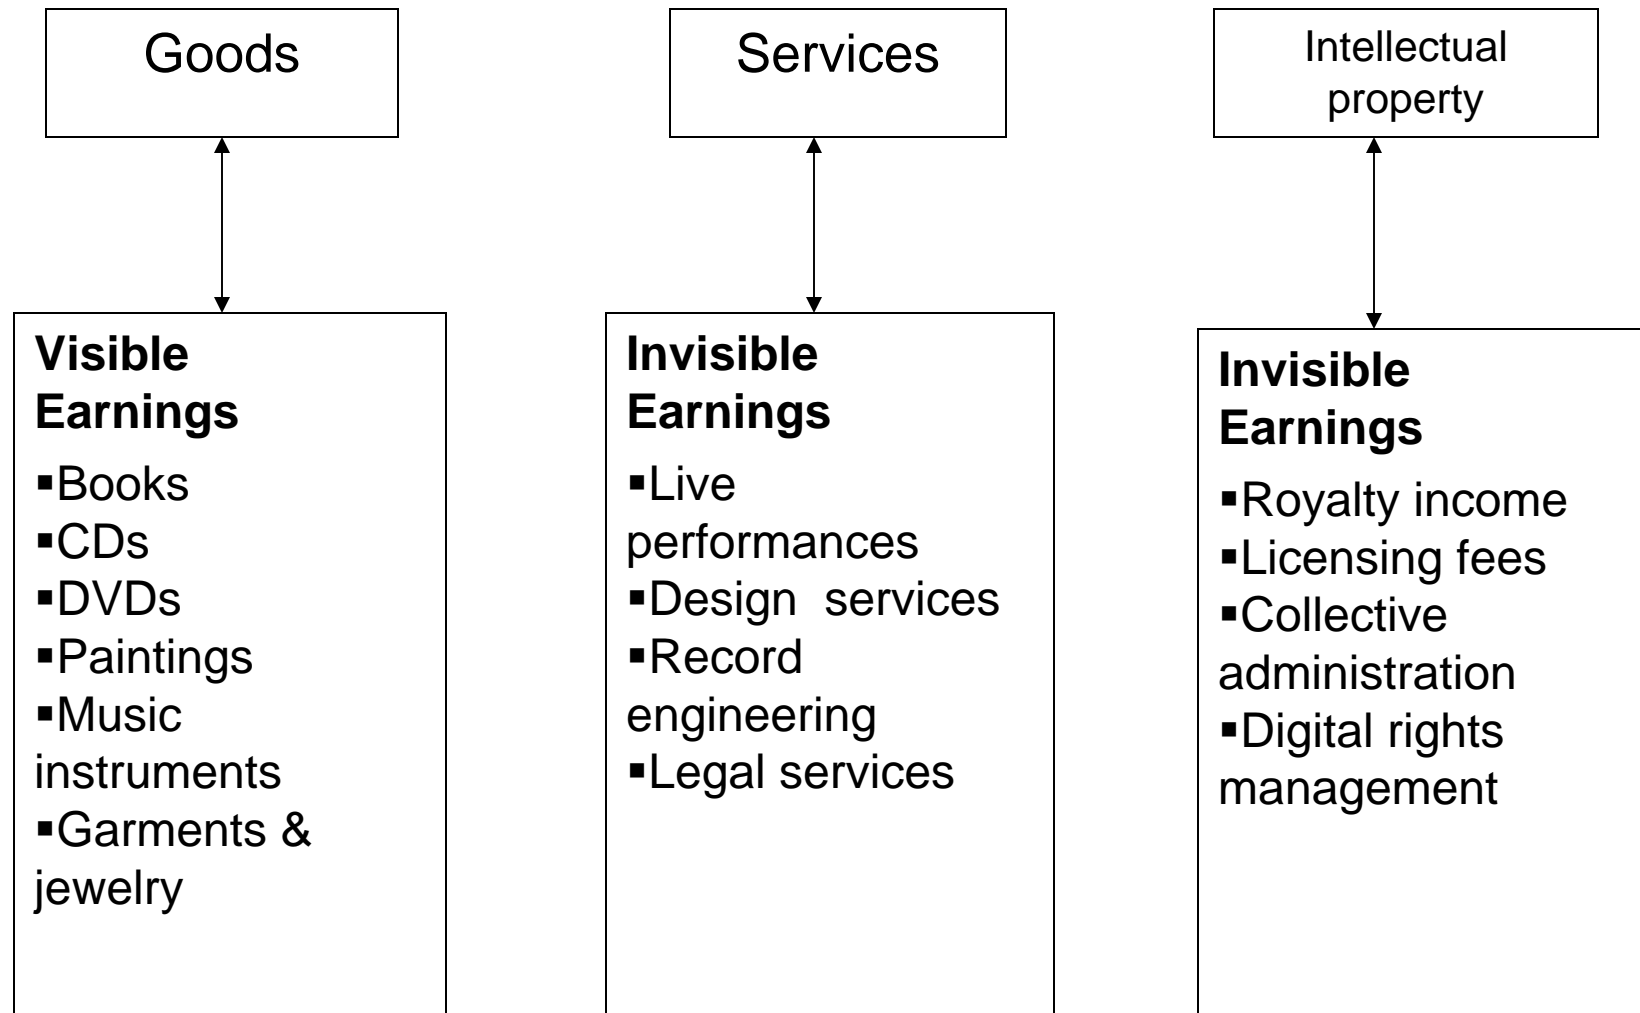 Goods
Services
Intellectual
property
Visible
Earnings
▪Books
▪CDs
▪DVDs
▪Paintings
▪Music
instruments
▪Garments &
jewelry
Invisible
Earnings
▪Live
performances
▪Design  services
▪Record
engineering
▪Legal services
Invisible
Earnings
▪Royalty income
▪Licensing fees
▪Collective
administration
▪Digital rights
management